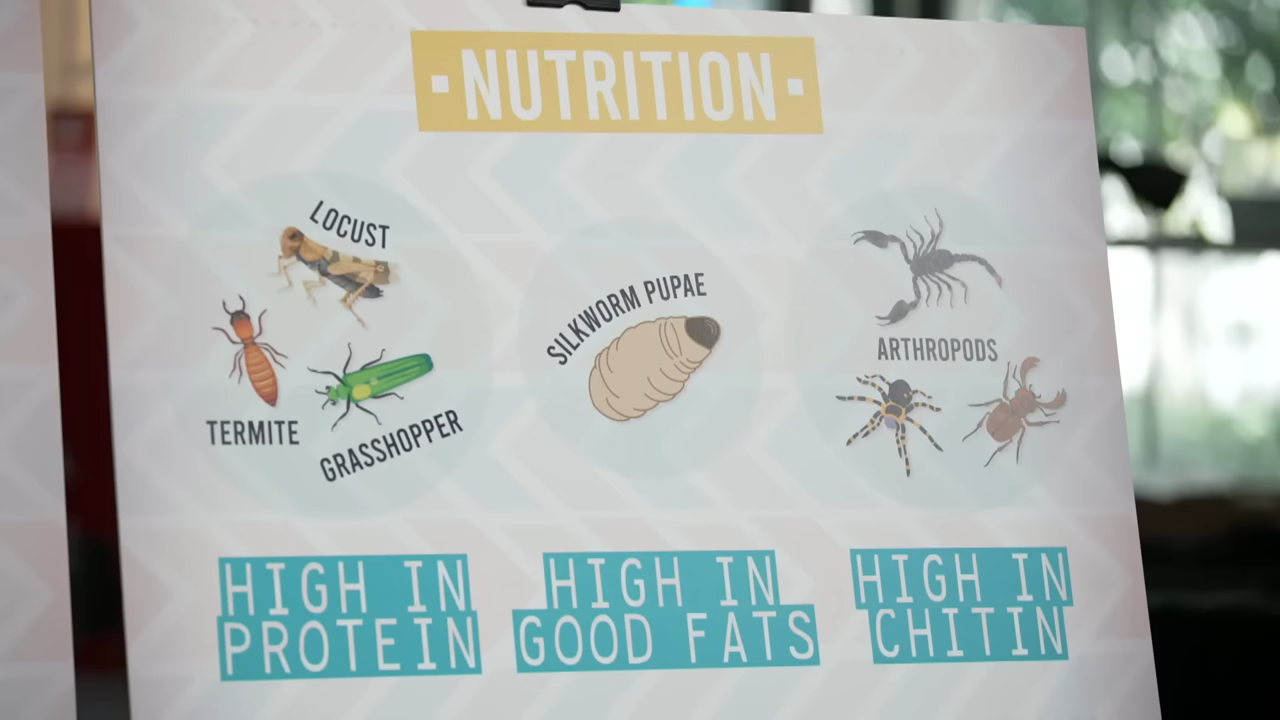 ·NUTRITION·
LOCUST
TERMITE
GRASSHOPPER
SILKWORM PUPAE
ARTHROPODS
HIGH IN
PROTEIN
HIGH IN
GOOD FATS
HIGH IN
CHITIN